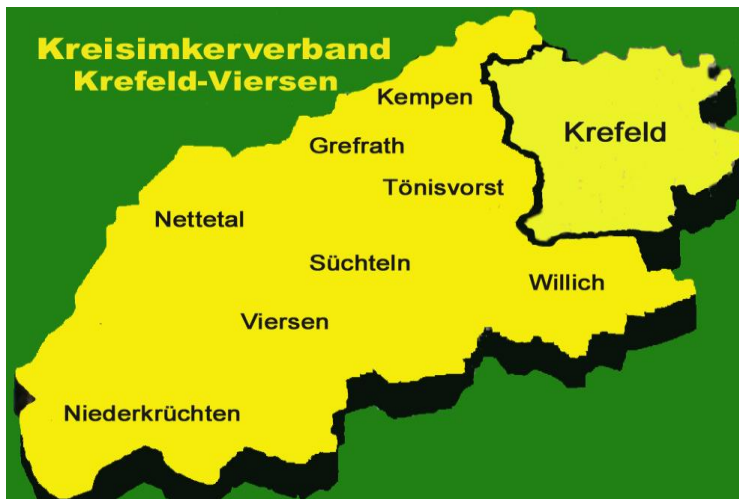 Kreisimkerverband
Krefeld-Viersen
Kempen
Krefeld
Grefrath
Tönisvorst
Nettetal
Süchteln
Willich
Viersen
Niederkrüchten